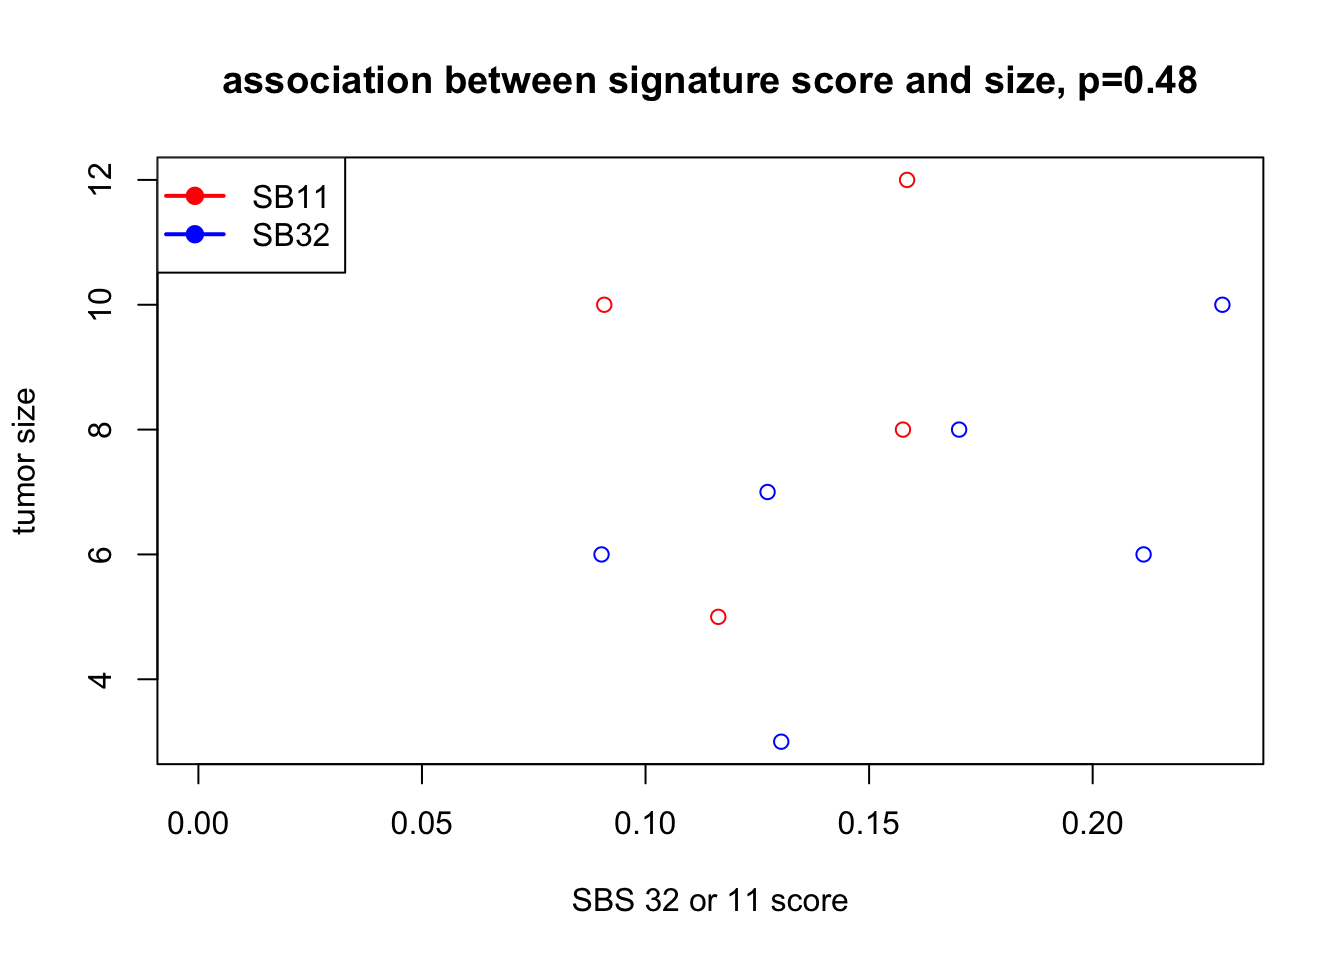 association between signature score and size, p=0.48
SB11
SB32
12
10
8
6
4
tumor size
0.00 0.05 0.10 0.15 0.20
SBS 32 or 11 score